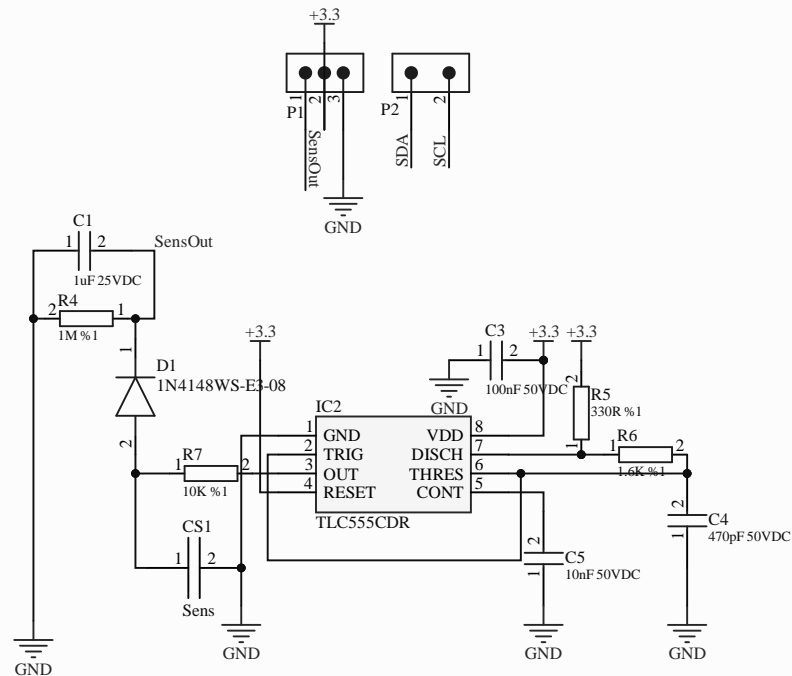 +3.3
1
2
3
P1
SensOut
GND
1
2
P2
SDA
SCL
C1
1 2
SensOut
1uF 25VDC
R4
2 1
1M %1
1
D1
1N4148WS-E3-08
2
R7
1 2
10K %1
CS1
1 2
Sens
GND
GND
+3.3
IC2
1 GND VDD 8
2 TRIG DISCH 7
3 OUT THRES 6
4 RESET CONT 5
TLC555CDR
C3
1 2
100nF 50VDC
GND
+3.3
+3.3
2
R5
330R %1
1
R6
1 2
1.6K %1
2
C5
1
10nF 50VDC
GND
2
C4
1
470pF 50VDC
GND